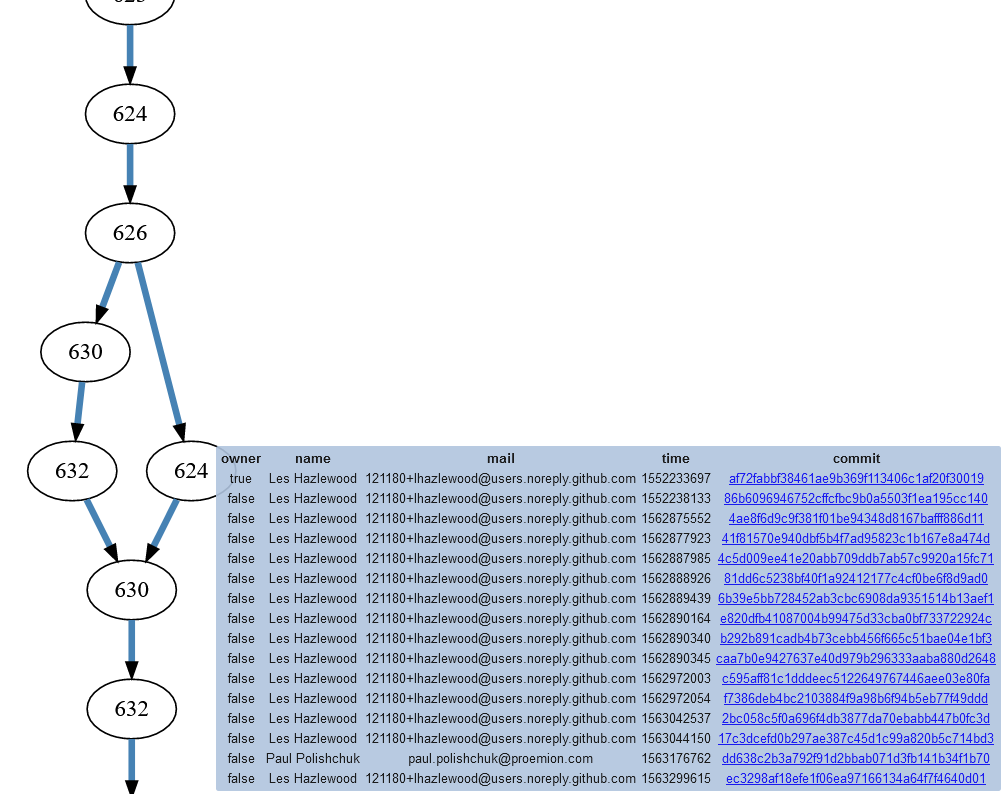 624
626
630
632
624
630
632
owner name mail time commit
true Les Hazlewood 121180+lhazlewood@users.noreply.github.com 1552233697 af72fabbf38461ae9b369f113406c1af20f30019
false Les Hazlewood 121180+lhazlewood@users.noreply.github.com 1552238133 86b6096946752cffcfbc9b0a5503f1ea195cc140
false Les Hazlewood 121180+lhazlewood@users.noreply.github.com 1562875552 4ae8f6d9c9f381f01be94348d8167bafff886d11
false Les Hazlewood 121180+lhazlewood@users.noreply.github.com 1562877923 41f81570e940dbf5b4f7ad95823c1b167e8a474d
false Les Hazlewood 121180+lhazlewood@users.noreply.github.com 1562887985 4c5d009ee41e20abb709ddb7ab57c9920a15fc71
false Les Hazlewood 121180+lhazlewood@users.noreply.github.com 1562888926 81dd6c5238bf40f1a92412177c4cf0be6f8d9ad0
false Les Hazlewood 121180+lhazlewood@users.noreply.github.com 1562889439 6b39e5bb728452ab3cbc6908da9351514b13aef1
false Les Hazlewood 121180+lhazlewood@users.noreply.github.com 1562890164 e820dfb41087004b99475d33cba0bf733722924c
false Les Hazlewood 121180+lhazlewood@users.noreply.github.com 1562890340 b292b891cadb4b73cebb456f665c51bae04e1bf3
false Les Hazlewood 121180+lhazlewood@users.noreply.github.com 1562890345 caa7b0e9427637e40d979b296333aaba880d2648
false Les Hazlewood 121180+lhazlewood@users.noreply.github.com 1562972003 c595aff81c1dddeec5122649767446aee03e80fa
false Les Hazlewood 121180+lhazlewood@users.noreply.github.com 1562972054 f7386deb4bc2103884f9a98b6f94b5eb77f49ddd
false Les Hazlewood 121180+lhazlewood@users.noreply.github.com 1563042537 2bc058c5f0a696f4db3877da70ebabb447b0fc3d
false Les Hazlewood 121180+lhazlewood@users.noreply.github.com 1563044150 17c3dcefd0b297ae387c45d1c99a820b5c714bd3
false Paul Polishchuk paul.polishchuk@proemion.com 1563176762 dd638c2b3a792f91d2bbab071d3fb141b34f1b70
false Les Hazlewood 121180+lhazlewood@users.noreply.github.com 1563299615 ec3298af18efe1f06ea97166134a64f7f4640d01